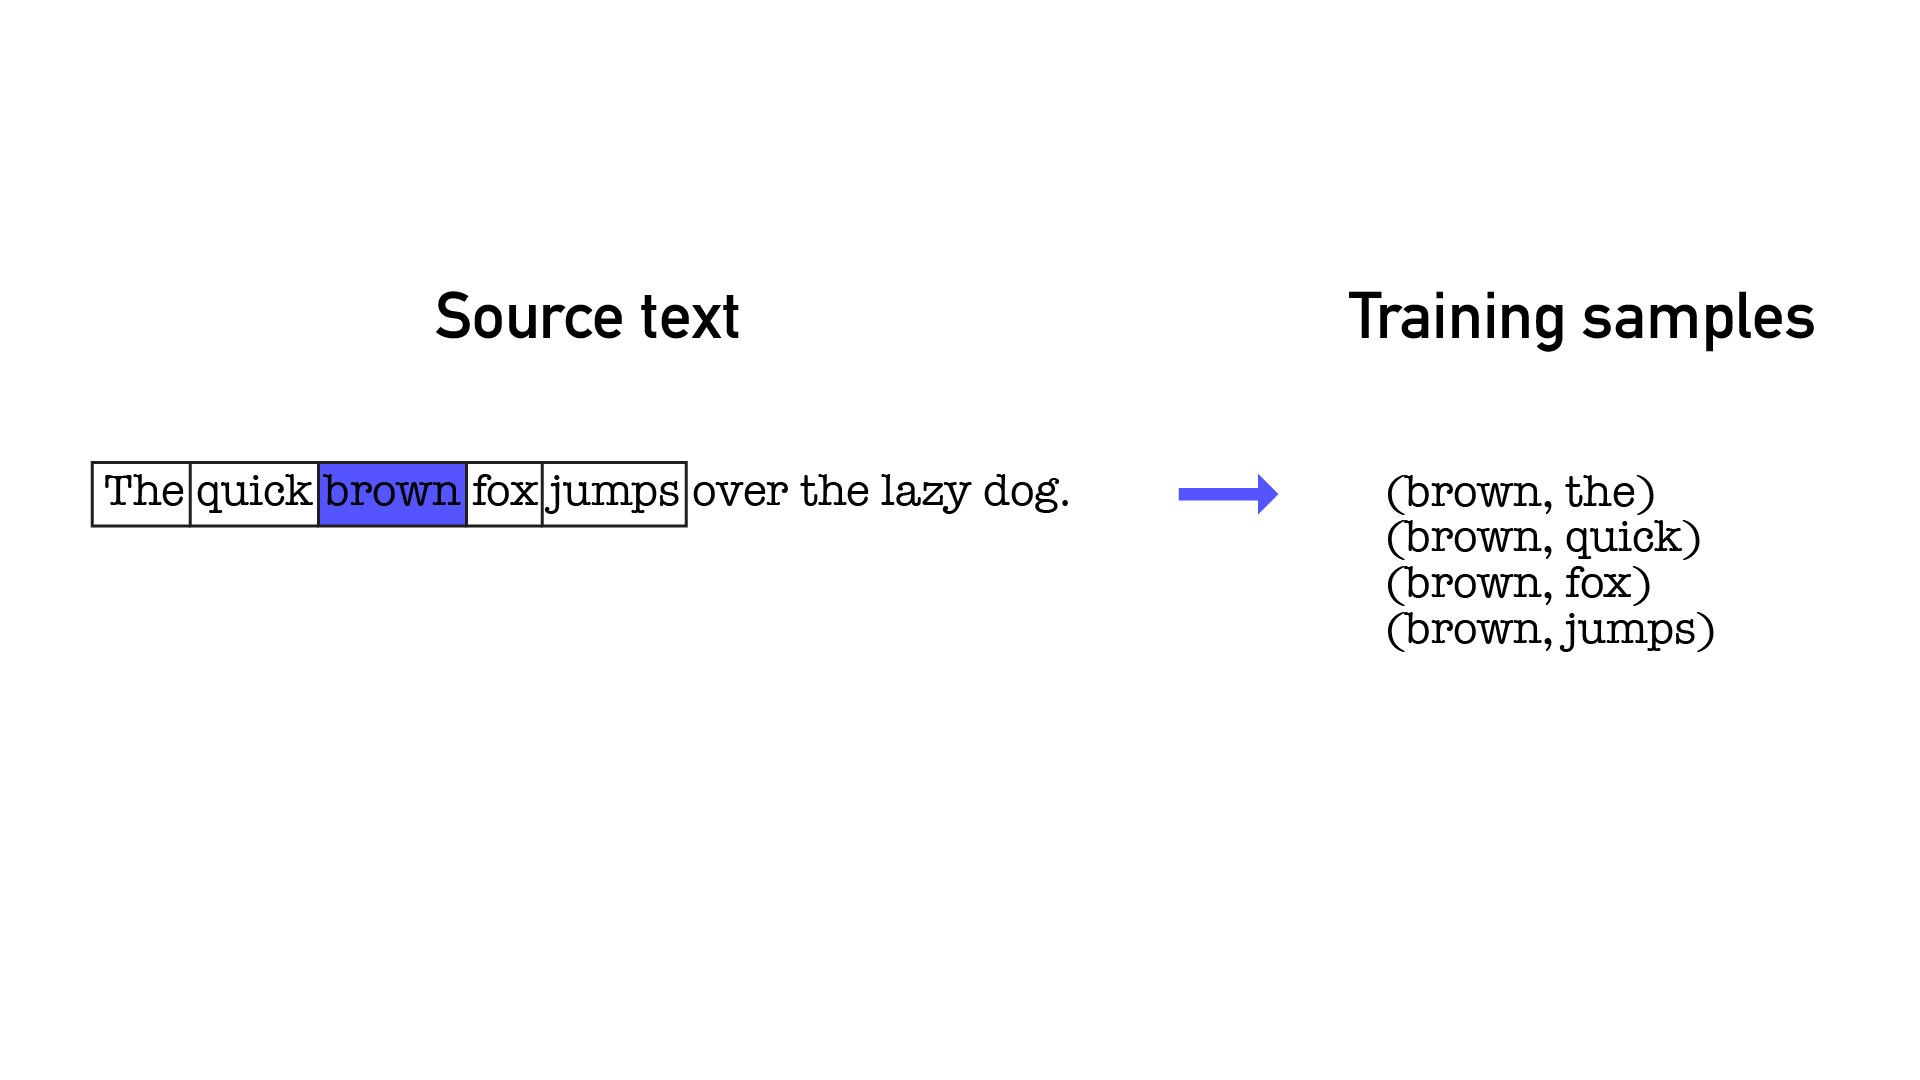 Source text
Training samples
The quick brown fox jumps over the lazy dog.
(brown, the)
(brown, quick)
(brown, fox)
(brown, jumps)